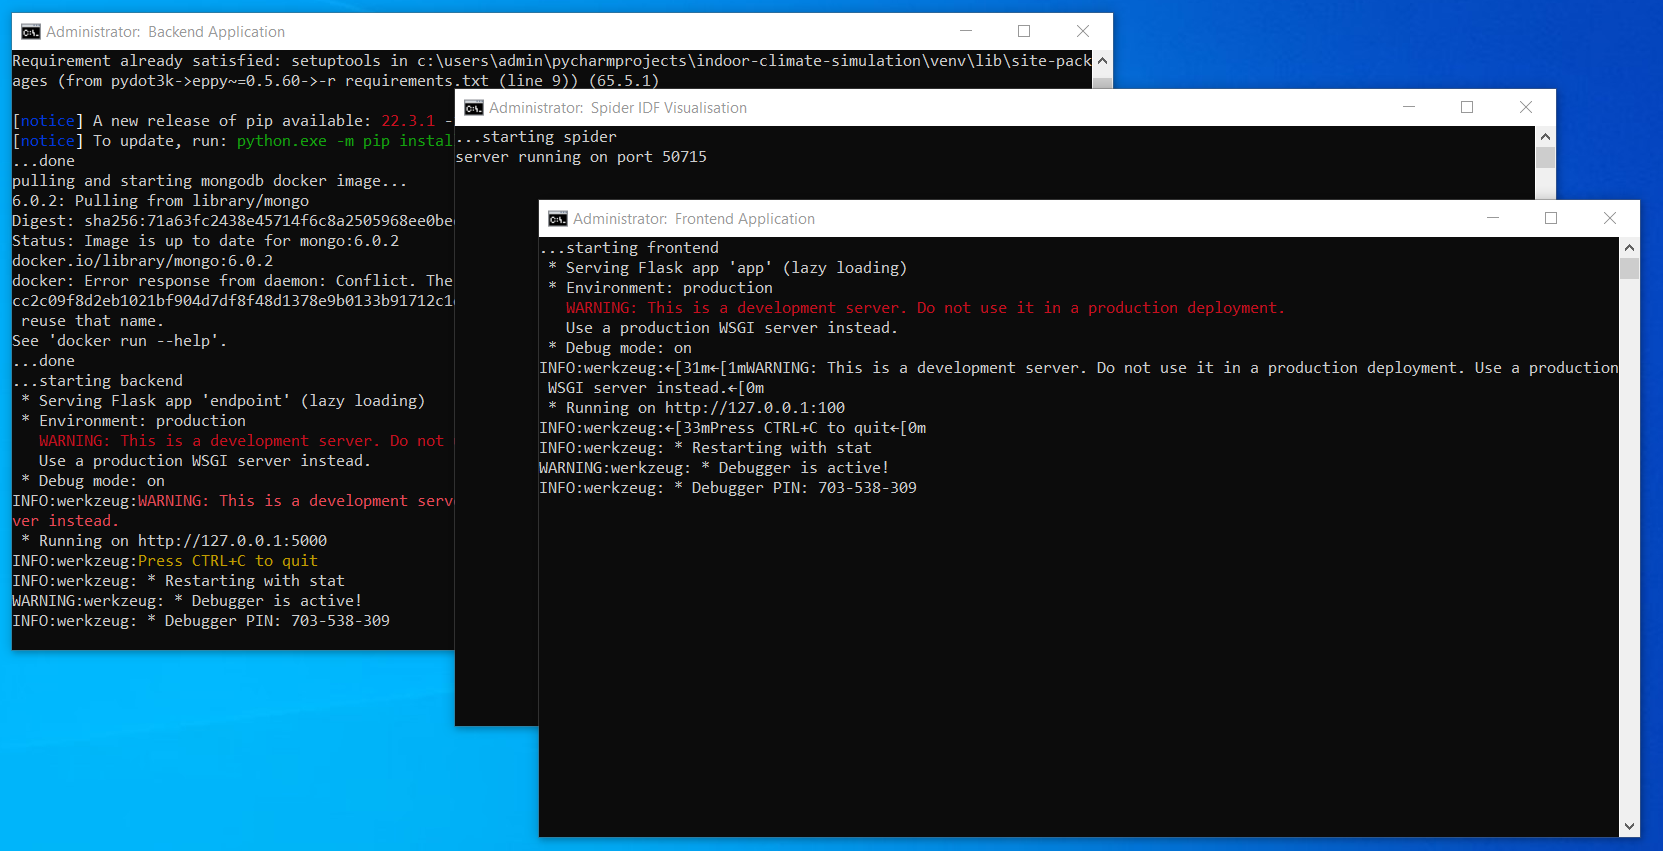 Administrator: Backend Application
Requirement already satisfied: setuptools in c:\users\admin\pycharmprojects\indoor-climate-simulation\venv\lib\site-pack
ages (from pydot3k->eppy~=0.5.60->-r requirements.txt (line 9)) (65.5.1)
[notice] A new release of pip available: 22.3.1 -
[notice] To update, run: python.exe -m pip instal
...done
pulling and starting mongodb docker image...
6.0.2: Pulling from library/mongo
Digest: sha256:71a63fc2438e45714f6c8a2505968ee0be
Status: Image is up to date for mongo:6.0.2
docker.io/library/mongo:6.0.2
docker: Error response from daemon: Conflict. The
cc2c09f8d2eb1021bf904d7df8f48d1378e9b0133b91712c1
reuse that name.
See 'docker run --help'.
...done
...starting backend
* Serving Flask app 'endpoint' (lazy loading)
* Environment: production
WARNING: This is a development server. Do not
Use a production WSGI server instead.
* Debug mode: on
INFO:werkzeug:WARNING: This is a development serv
ver instead.
* Running on http://127.0.0.1:5000
INFO:werkzeug:Press CTRL+C to quit
INFO:werkzeug: * Restarting with stat
WARNING:werkzeug: * Debugger is active!
INFO:werkzeug: * Debugger PIN: 703-538-309
Administrator: Spider IDF Visualisation
...starting spider
server running on port 50715
Administrator: Frontend Application
...starting frontend
* Serving Flask app 'app' (lazy loading)
* Environment: production
WARNING: This is a development server. Do not use it in a production deployment.
Use a production WSGI server instead.
* Debug mode: on
INFO:werkzeug:←[31m←[1mWARNING: This is a development server. Do not use it in a production deployment. Use a production
WSGI server instead.←[0m
* Running on http://127.0.0.1:100
INFO:werkzeug:←[33mPress CTRL+C to quit←[0m
INFO:werkzeug: * Restarting with stat
WARNING:werkzeug: * Debugger is active!
INFO:werkzeug: * Debugger PIN: 703-538-309